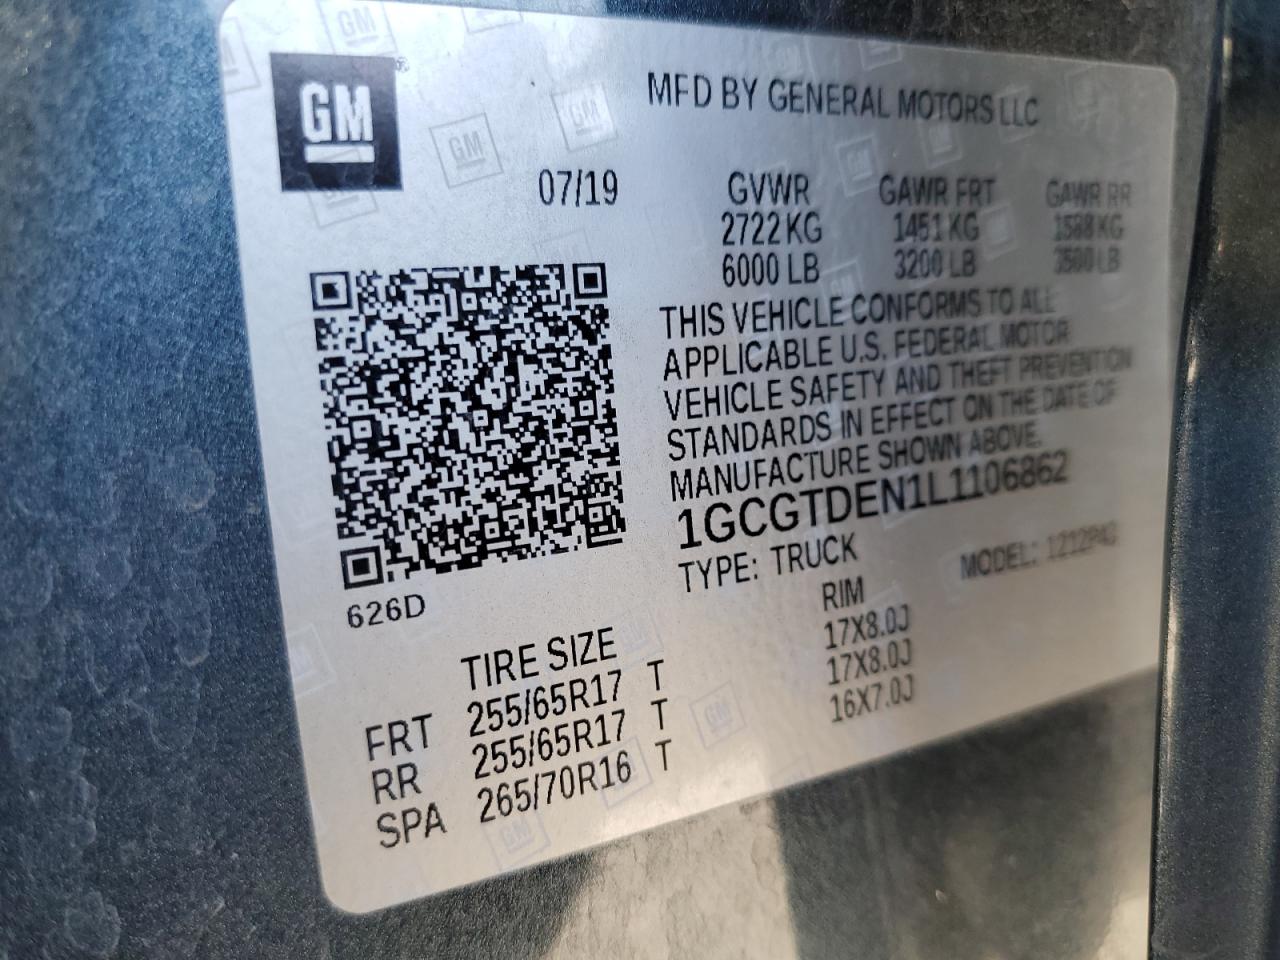 GM
MFD BY GENERAL MOTORS LLC
07/19
GVWR GAWR FRT GAWR RR
2722 KG 1451 KG 1588 KG
6000 LB 3200 LB 3500 LB
THIS VEHICLE CONFORMS TO ALL
APPLICABLE U.S. FEDERAL MOTOR
VEHICLE SAFETY AND THEFT PREVENTION
STANDARDS IN EFFECT ON THE DATE OF
MANUFACTURE SHOWN ABOVE.
1GCGTDEN1L1106862
TYPE: TRUCK MODEL:
626D
TIRE SIZE RIM
FRT 255/65R17 T 17X8.0J
RR 255/65R17 T 17X8.0J
SPA 265/70R16 T 16X7.0J